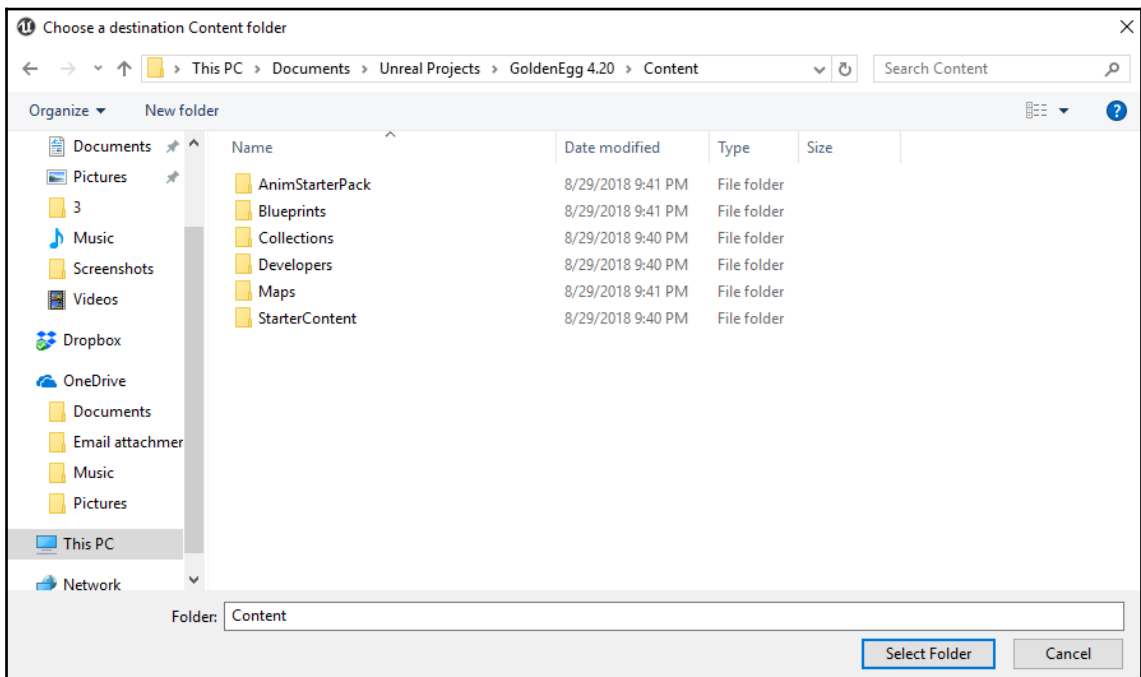 Choose a destination Content folder
This PC > Documents > Unreal Projects > GoldenEgg 4.20 > Content
Search Content
Organize
New folder
Documents
Pictures
3
Music
Screenshots
Videos
Dropbox
OneDrive
Documents
Email attachmer
Music
Pictures
This PC
Network
Name Date modified Type Size
AnimStarterPack 8/29/2018 9:41 PM File folder
Blueprints 8/29/2018 9:41 PM File folder
Collections 8/29/2018 9:40 PM File folder
Developers 8/29/2018 9:40 PM File folder
Maps 8/29/2018 9:41 PM File folder
StarterContent 8/29/2018 9:40 PM File folder
Folder: Content
Select Folder Cancel